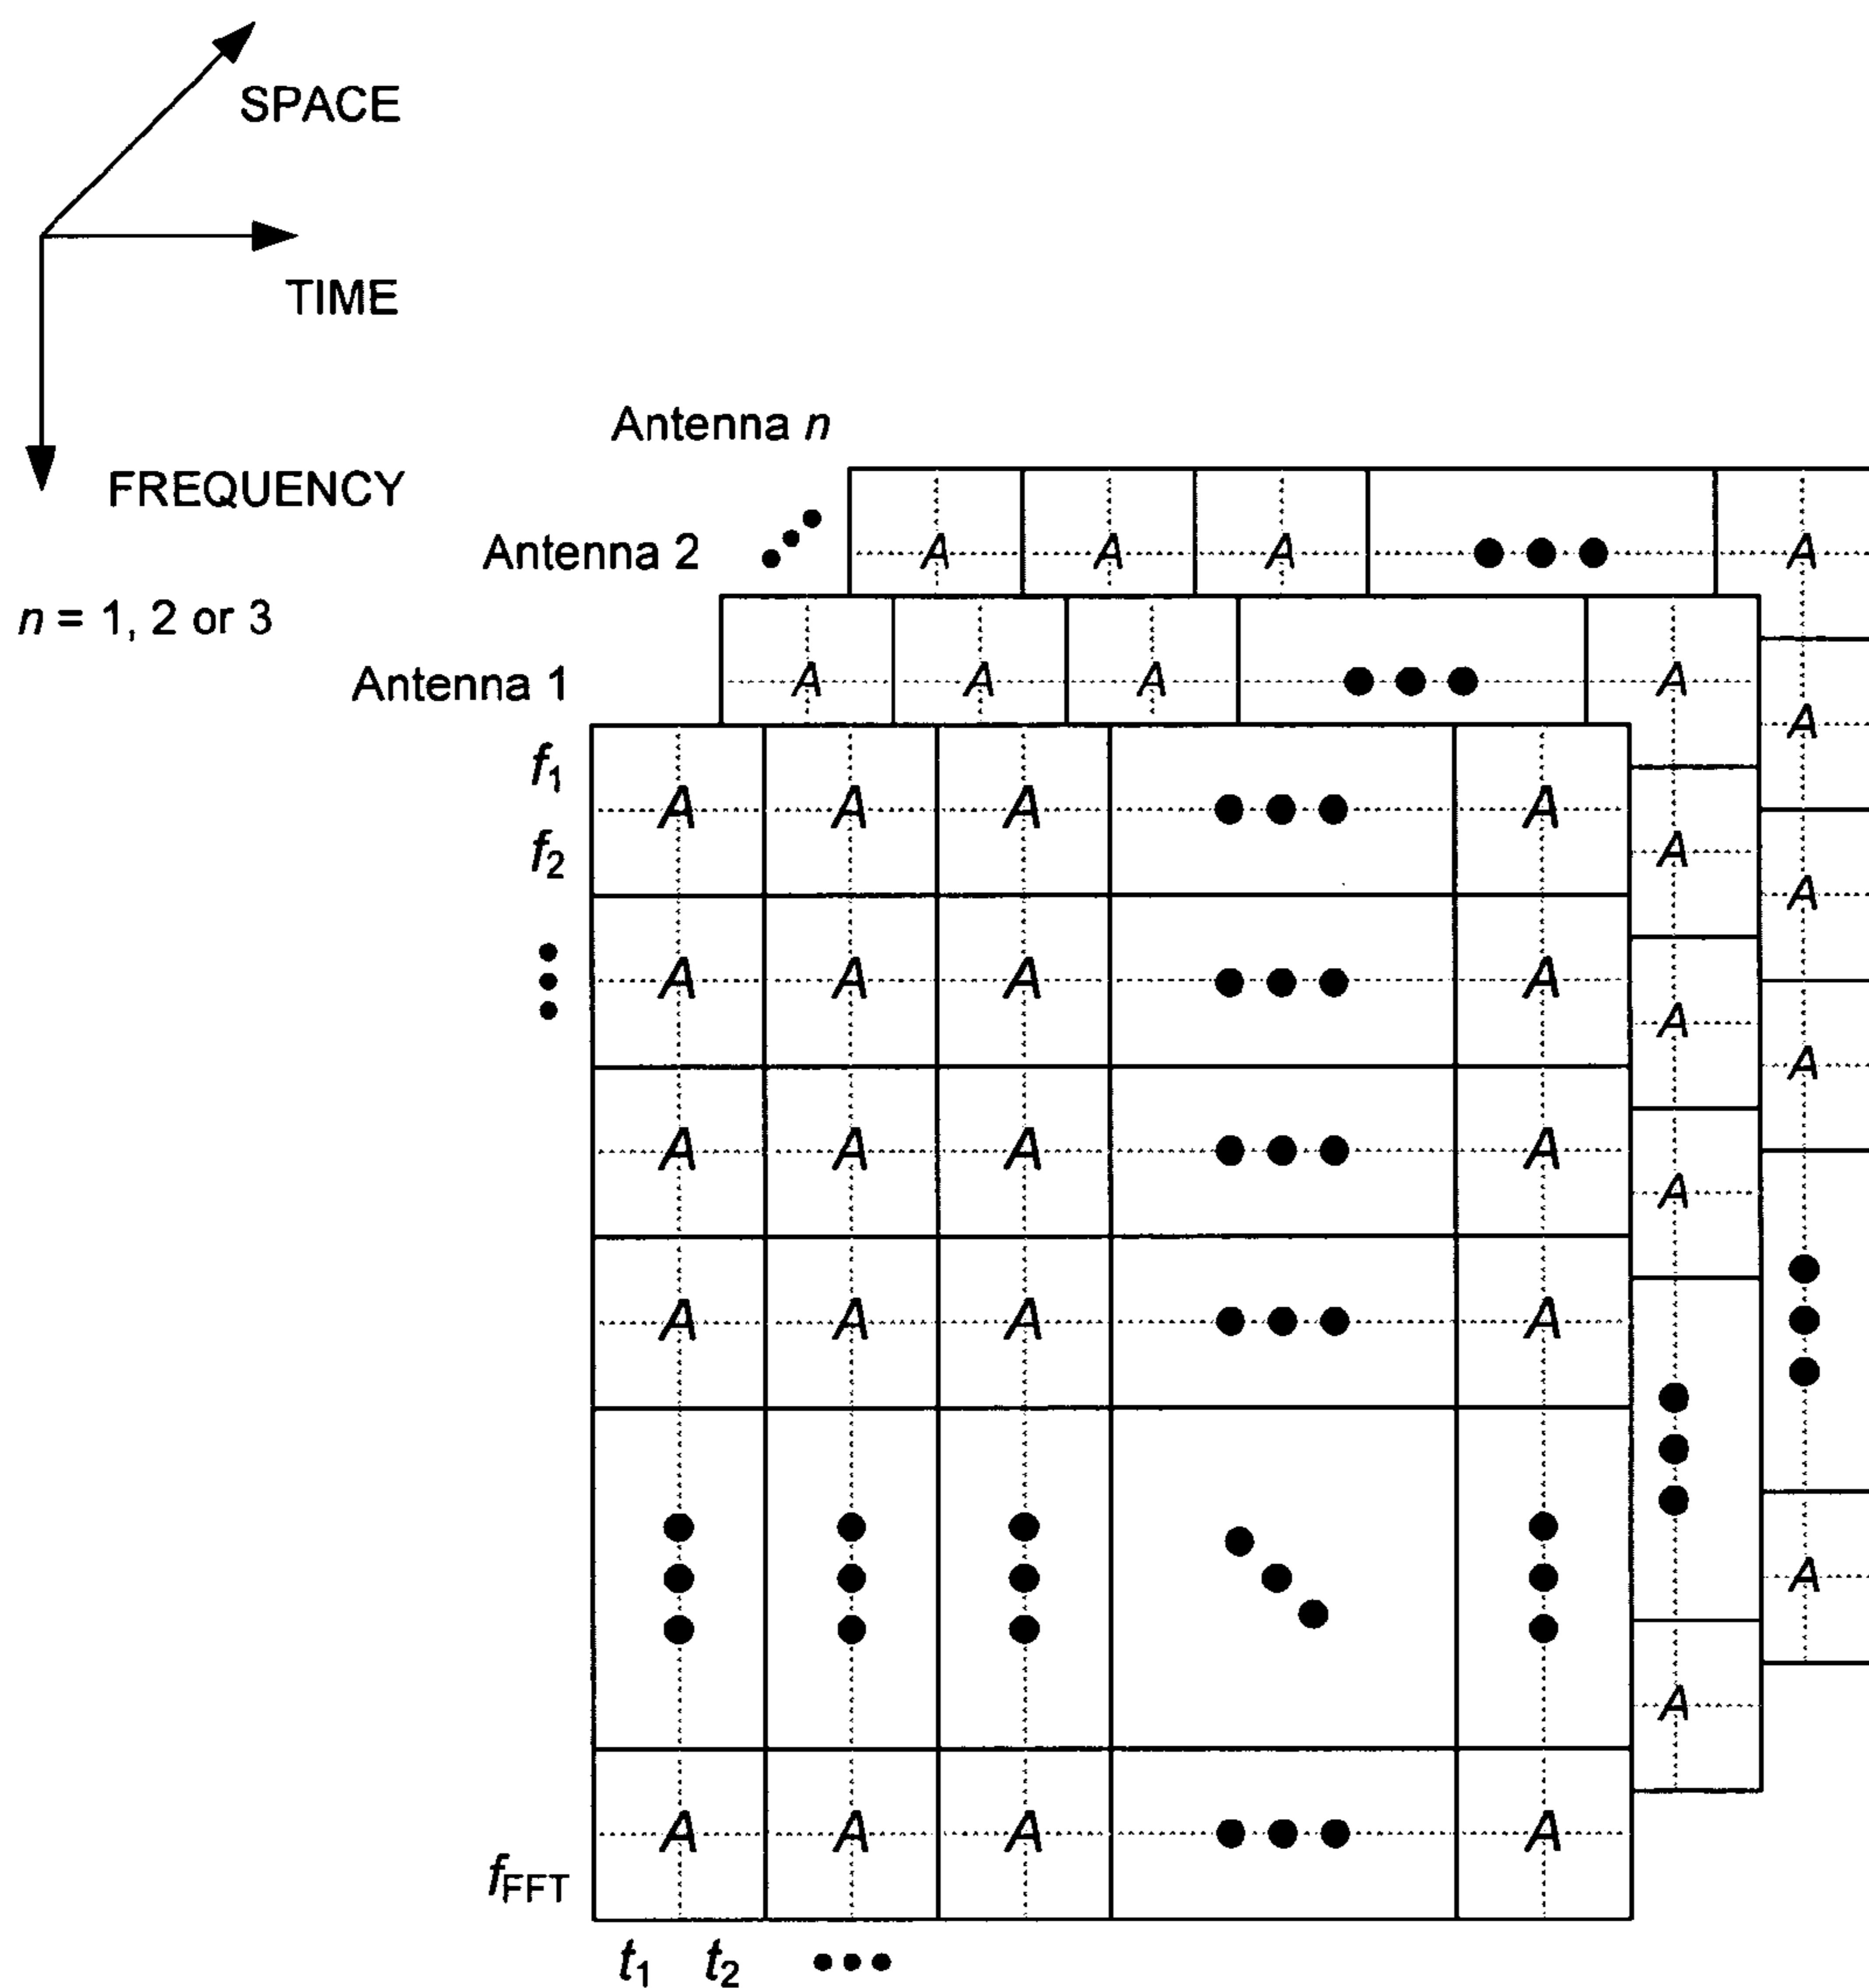 SPACE
TIME
FREQUENCY
n = 1, 2 or 3
Antenna n
Antenna 2
A A A ••• A
Antenna 1
A A A ••• A
A
f1
A A A ••• A
f2
A
A
A A A ••• A
A
A
A
A A A ••• A
A
A A A ••• A
A
A
A A A ••• A
fFFT
t1 t2 •••